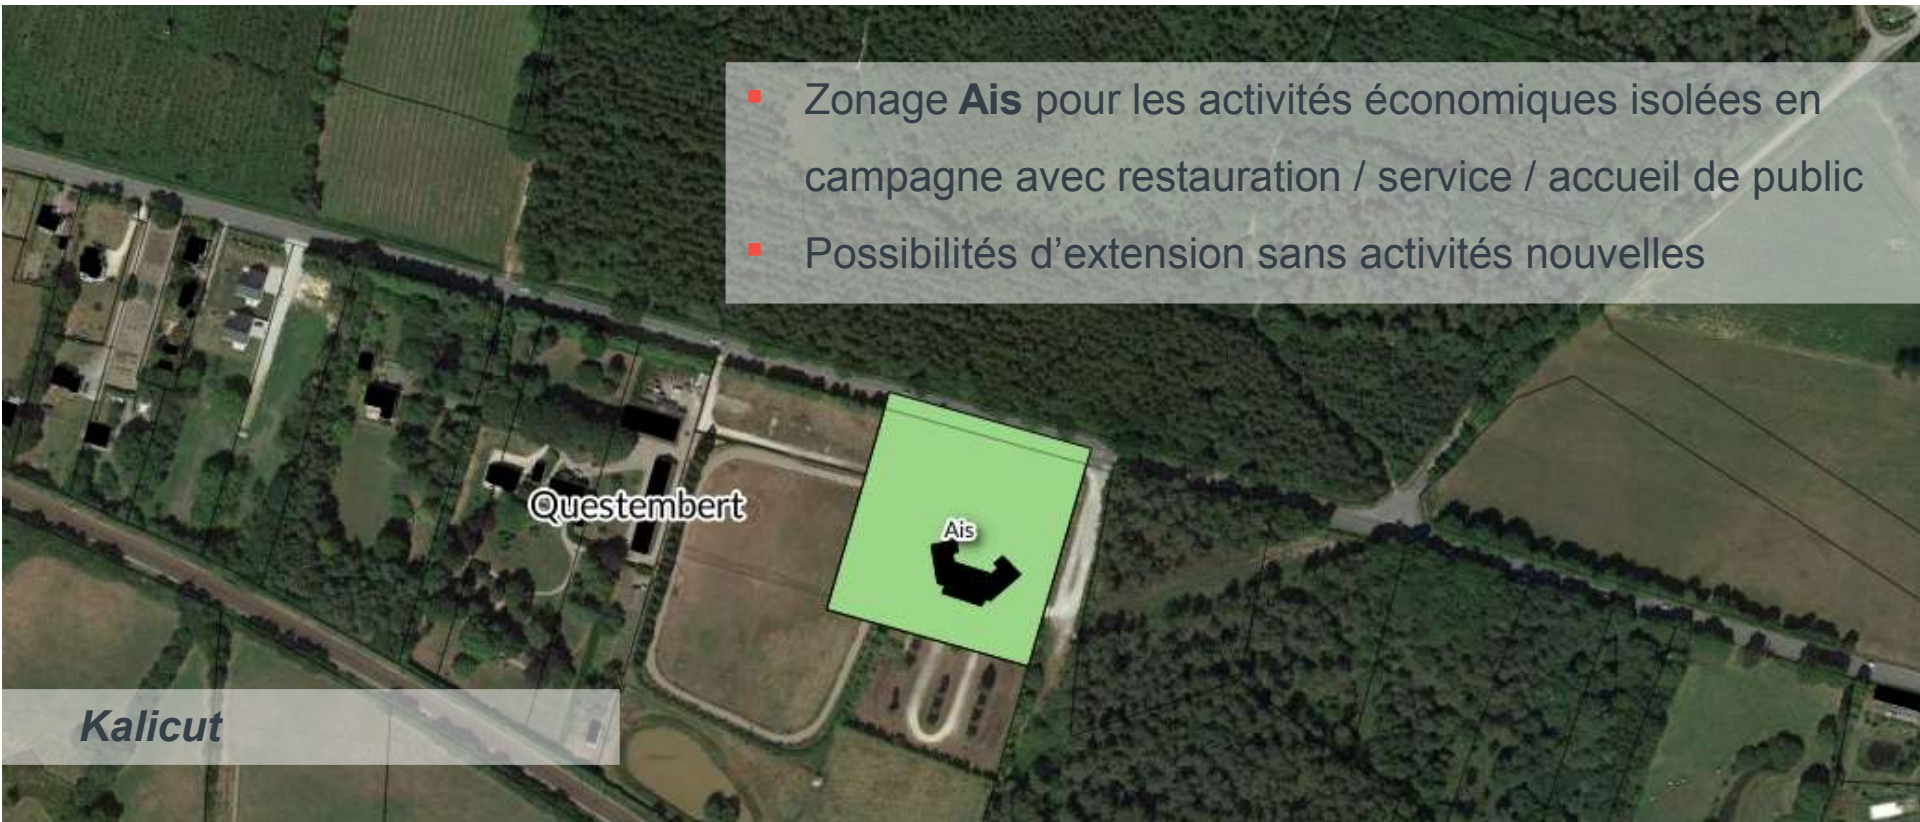 ▪ Zonage Ais pour les activités économiques isolées en
campagne avec restauration / service / accueil de public
▪ Possibilités d’extension sans activités nouvelles
Questembert
Ais
Kalicut